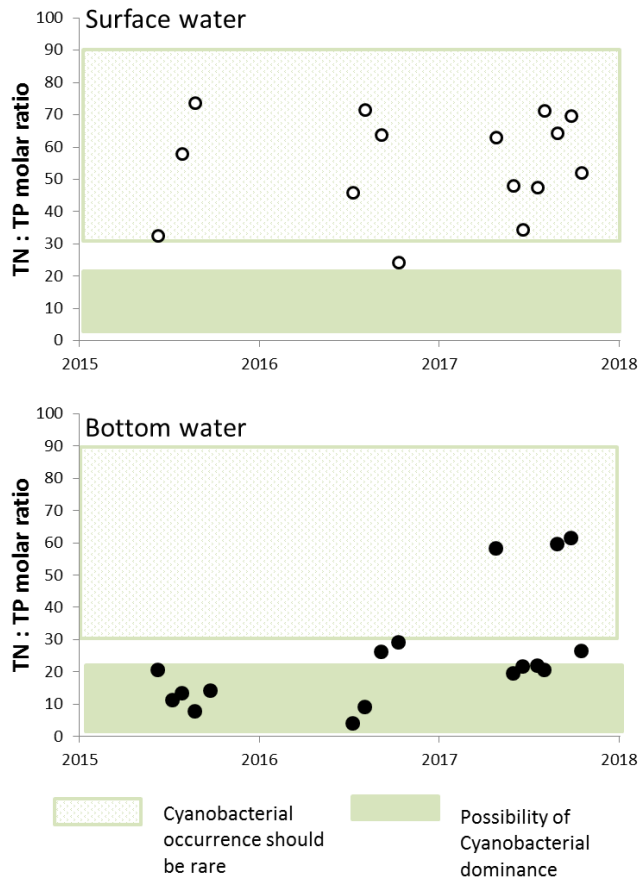 Surface water
TN : TP molar ratio
100
90
80
70
60
50
40
30
20
10
0
2015 2016 2017 2018
Bottom water
TN : TP molar ratio
100
90
80
70
60
50
40
30
20
10
0
2015 2016 2017 2018
Cyanobacterial
occurrence should
be rare
Possibility of
Cyanobacterial
dominance